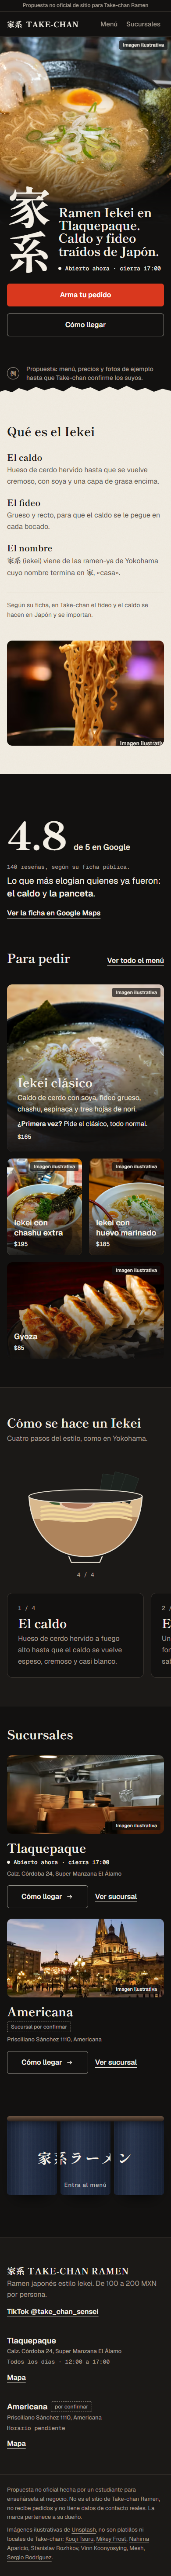 Propuesta no oficial de sitio para Take-chan Ramen
家系 TAKE-CHAN
Menú
Sucursales
Imagen ilustrativa
家系
Ramen Iekei en
Tlaquepaque.
Caldo y fideo
traídos de Japón.
Abierto ahora · cierra 17:00
Arma tu pedido
Cómo llegar
例
Propuesta: menú, precios y fotos de ejemplo
hasta que Take-chan confirme los suyos.
Qué es el Iekei
El caldo
Hueso de cerdo hervido hasta que se vuelve
cremoso, con soya y una capa de grasa encima.
El fideo
Grueso y recto, para que el caldo se le pegue en
cada bocado.
El nombre
家系 (iekei) viene de las ramen-ya de Yokohama
cuyo nombre termina en 家, «casa».
Según su ficha, en Take-chan el fideo y el caldo se
hacen en Japón y se importan.
Imagen ilustrativa
4.8 de 5 en Google
140 reseñas, según su ficha pública.
Lo que más elogian quienes ya fueron:
el caldo y la panceta.
Ver la ficha en Google Maps
Para pedir
Ver todo el menú
Imagen ilustrativa
Iekei clásico
Caldo de cerdo con soya, fideo grueso,
chashu, espinaca y tres hojas de nori.
¿Primera vez? Pide el clásico, todo normal.
$165
Imagen ilustrativa
Iekei con
chashu extra
$195
Imagen ilustrativa
Iekei con
huevo marinado
$185
Imagen ilustrativa
Gyoza
$85
Cómo se hace un Iekei
Cuatro pasos del estilo, como en Yokohama.
4 / 4
1 / 4
El caldo
Hueso de cerdo hervido a fuego
alto hasta que el caldo se vuelve
espeso, cremoso y casi blanco.
2 /
E
Un
for
sal
Sucursales
Imagen ilustrativa
Tlaquepaque
Abierto ahora · cierra 17:00
Calz. Córdoba 24, Super Manzana El Álamo
Cómo llegar →
Ver sucursal
Imagen ilustrativa
Americana
Sucursal por confirmar
Prisciliano Sánchez 1110, Americana
Cómo llegar →
Ver sucursal
家系ラーメン
Entra al menú
家系 TAKE-CHAN RAMEN
Ramen japonés estilo Iekei. De 100 a 200 MXN
por persona.
TikTok @take_chan_sensei
Tlaquepaque
Calz. Córdoba 24, Super Manzana El Álamo
Todos los días · 12:00 a 17:00
Mapa
Americana
por confirmar
Prisciliano Sánchez 1110, Americana
Horario pendiente
Mapa
Propuesta no oficial hecha por un estudiante para
enseñársela al negocio. No es el sitio de Take-chan Ramen,
no recibe pedidos y no tiene datos de contacto reales. La
marca pertenece a su dueño.
Imágenes ilustrativas de Unsplash, no son platillos ni
locales de Take-chan: Kouji Tsuru, Mikey Frost, Nahima
Aparicio, Stanislav Rozhkov, Vinn Koonyosying, Mesh,
Sergio Rodriguez.